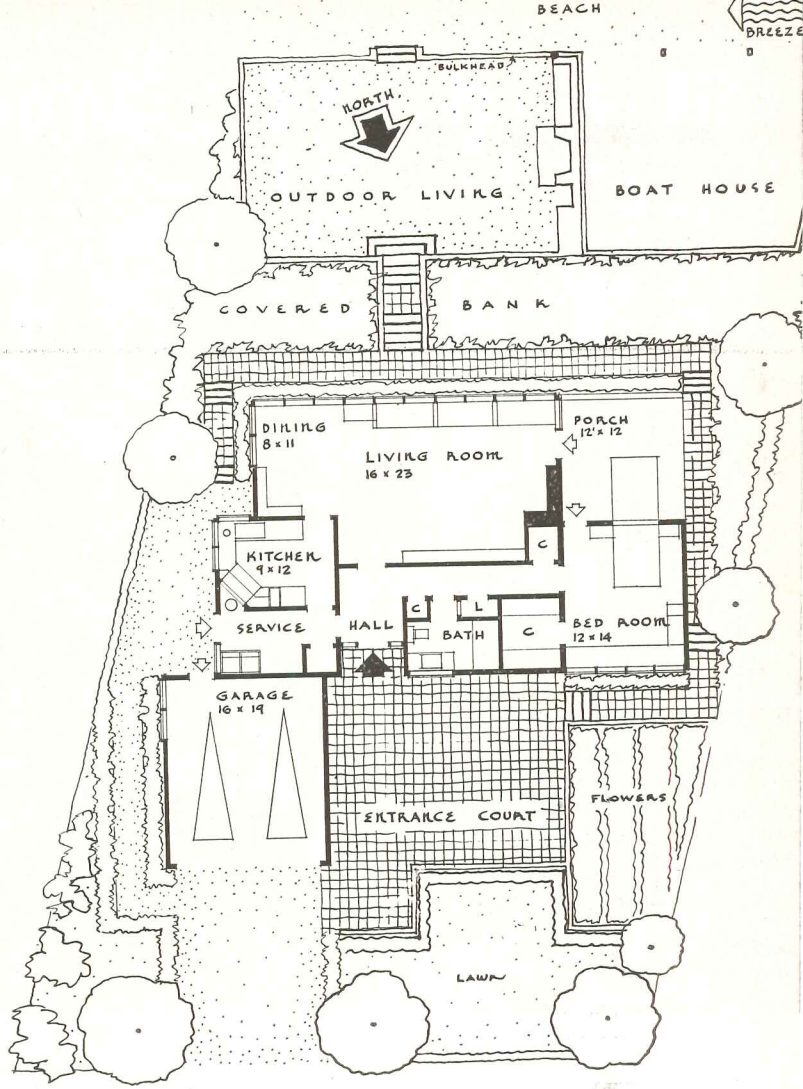 BEACH
BREEZE
BULKHEAD
NORTH
OUTDOOR LIVING
BOAT HOUSE
COVERED BANK
DINING
8 x 11
LIVING ROOM
16 x 23
PORCH
12' x 12
KITCHEN
9 x 12
C
SERVICE
HALL
C
L
BATH
C
BED ROOM
12 x 14
GARAGE
16 x 19
ENTRANCE COURT
FLOWERS
LAWN